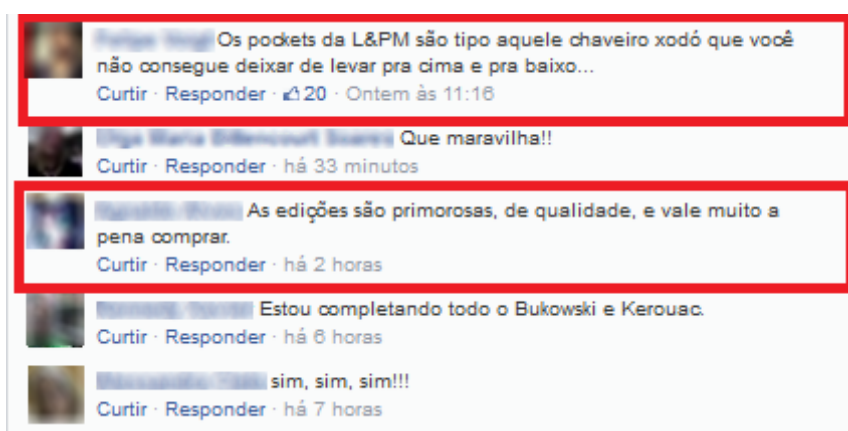 Os pockets da L&PM são tipo aquele chaveiro xodó que você
não consegue deixar de levar pra cima e pra baixo...
Curtir · Responder · 20 · Ontem às 11:16
Que maravilha!!
Curtir · Responder · há 33 minutos
As edições são primorosas, de qualidade, e vale muito a
pena comprar.
Curtir · Responder · há 2 horas
Estou completando todo o Bukowski e Kerouac.
Curtir · Responder · há 6 horas
sim, sim, sim!!!
Curtir · Responder · há 7 horas